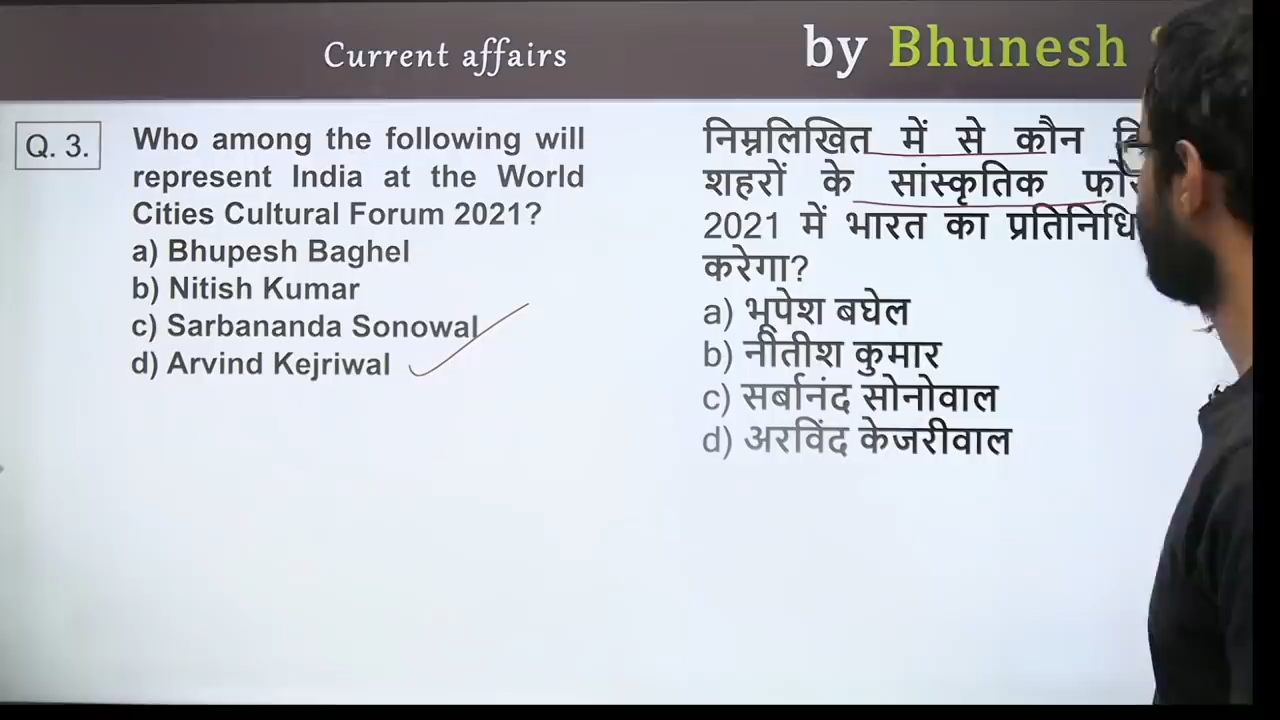 Current affairs
by Bhunesh
Q. 3.
Who among the following will
represent India at the World
Cities Cultural Forum 2021?
a) Bhupesh Baghel
b) Nitish Kumar
c) Sarbananda Sonowal
d) Arvind Kejriwal
निम्नलिखित में से कौन
शहरों के सांस्कृतिक
2021 में भारत का
करेगा?
a) भूपेश बघेल
b) नीतीश कुमार
c) सर्बानंद सोनोवाल
d) अरविंद केजरीवाल